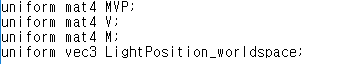 uniform mat4 MVP;
uniform mat4 V;
uniform mat4 M;
uniform vec3 LightPosition_worldspace;